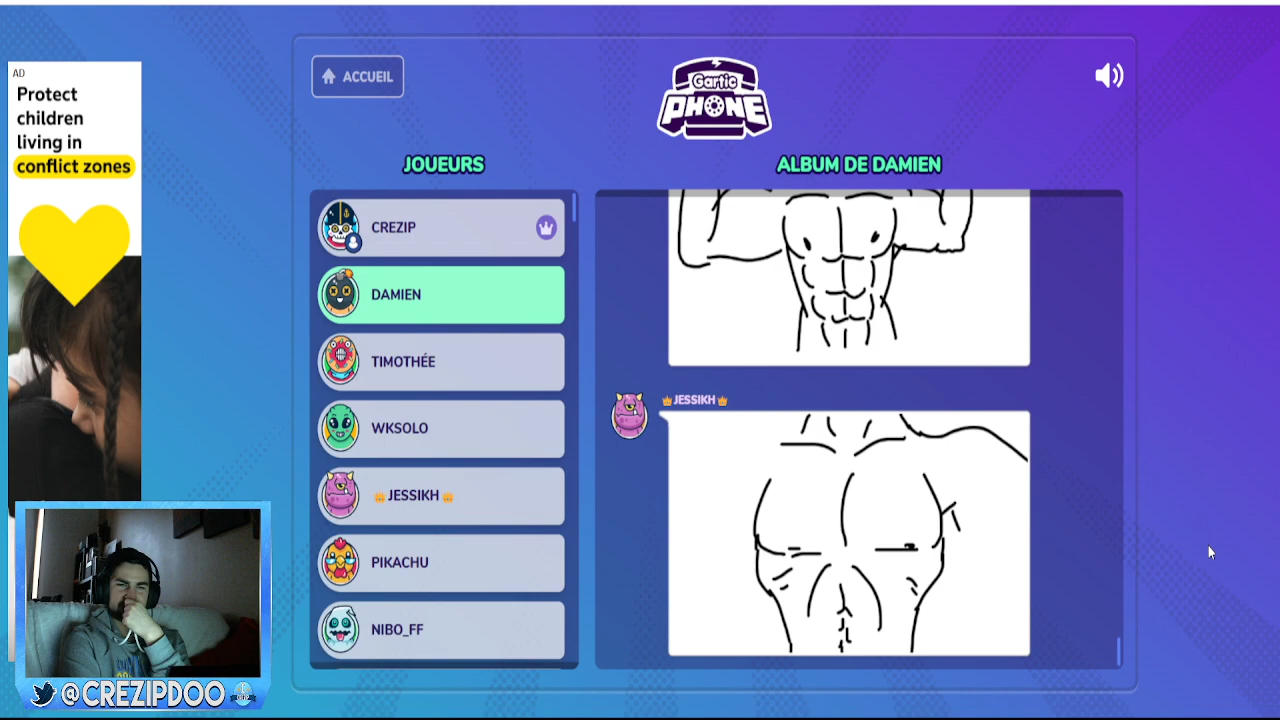 AD
Protect
children
living in
conflict zones
ACCUEIL
Gartic
PHONE
JOUEURS
ALBUM DE DAMIEN
CREZIP
DAMIEN
TIMOTHÉE
WKSOLO
JESSIKH
PIKACHU
NIBO_FF
JESSIKH
@CREZIPDOO